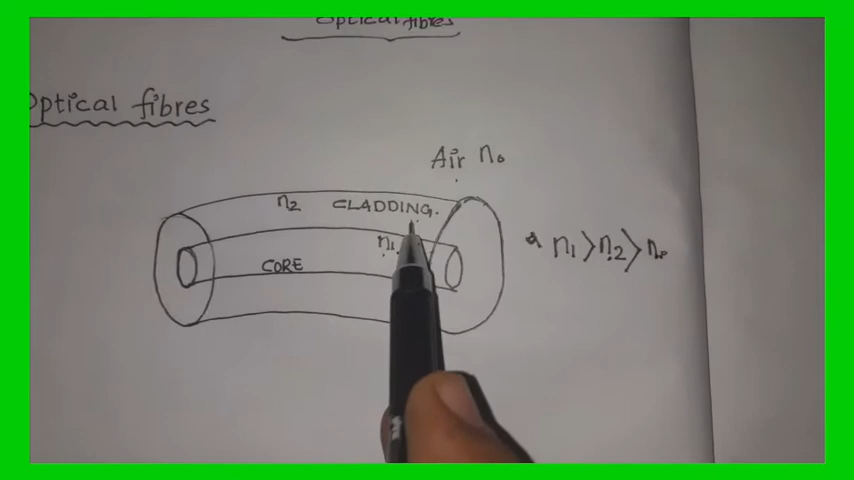 Optical fibres
Optical fibres
Air n₀
n₂ CLADDING.
n₁
CORE
n₁>n₂>n₀